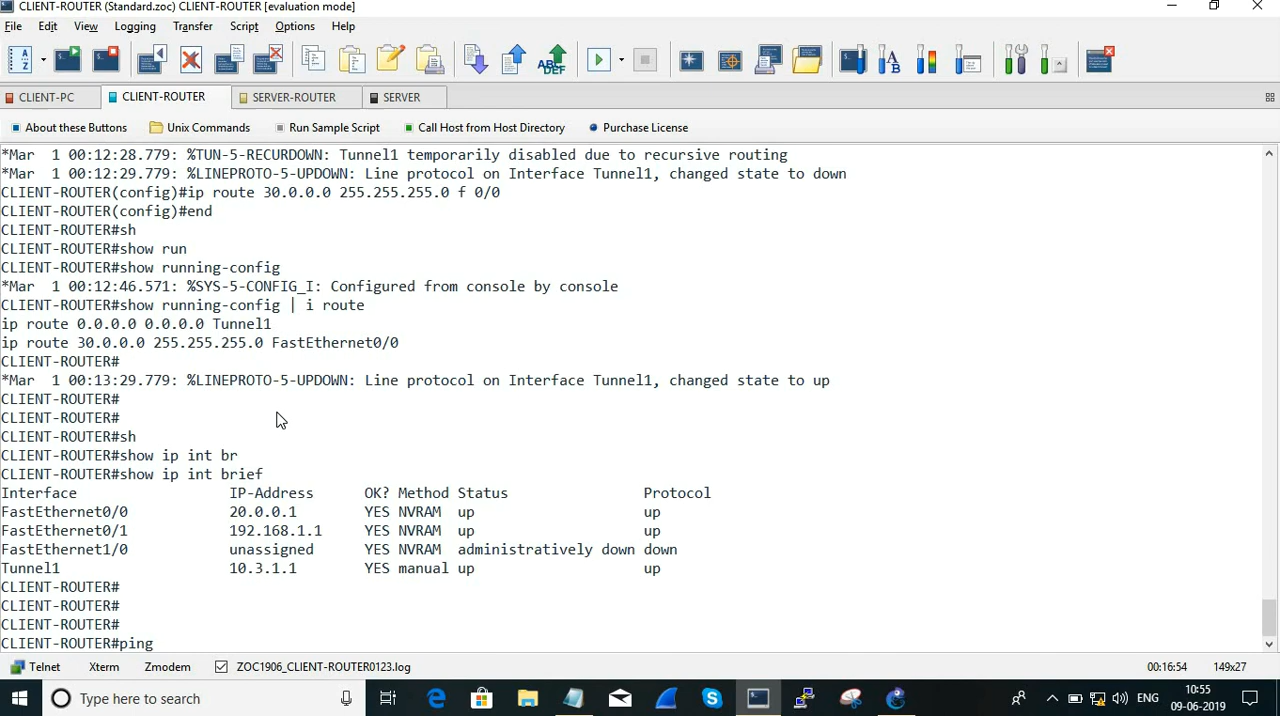 CLIENT-ROUTER (Standard.zoc) CLIENT-ROUTER [evaluation mode]
File Edit View Logging Transfer Script Options Help
CLIENT-PC CLIENT-ROUTER SERVER-ROUTER SERVER
About these Buttons Unix Commands Run Sample Script Call Host from Host Directory Purchase License
*Mar  1 00:12:28.779: %TUN-5-RECURDOWN: Tunnel1 temporarily disabled due to recursive routing
*Mar  1 00:12:29.779: %LINEPROTO-5-UPDOWN: Line protocol on Interface Tunnel1, changed state to down
CLIENT-ROUTER(config)#ip route 30.0.0.0 255.255.255.0 f 0/0
CLIENT-ROUTER(config)#end
CLIENT-ROUTER#sh
CLIENT-ROUTER#show run
CLIENT-ROUTER#show running-config
*Mar  1 00:12:46.571: %SYS-5-CONFIG_I: Configured from console by console
CLIENT-ROUTER#show running-config | i route
ip route 0.0.0.0 0.0.0.0 Tunnel1
ip route 30.0.0.0 255.255.255.0 FastEthernet0/0
CLIENT-ROUTER#
*Mar  1 00:13:29.779: %LINEPROTO-5-UPDOWN: Line protocol on Interface Tunnel1, changed state to up
CLIENT-ROUTER#
CLIENT-ROUTER#
CLIENT-ROUTER#sh
CLIENT-ROUTER#show ip int br
CLIENT-ROUTER#show ip int brief
Interface IP-Address OK? Method Status Protocol
FastEthernet0/0 20.0.0.1 YES NVRAM up up
FastEthernet0/1 192.168.1.1 YES NVRAM up up
FastEthernet1/0 unassigned YES NVRAM administratively down down
Tunnel1 10.3.1.1 YES manual up up
CLIENT-ROUTER#
CLIENT-ROUTER#
CLIENT-ROUTER#
CLIENT-ROUTER#ping
Telnet Xterm Zmodem ZOC1906_CLIENT-ROUTER0123.log 00:16:54 149x27
Type here to search ENG 10:55
09-06-2019